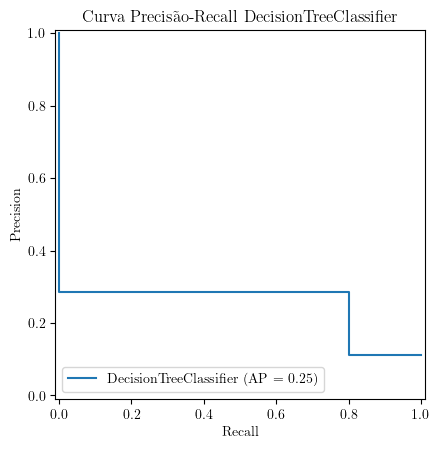 Curva Precisão-Recall DecisionTreeClassifier
1.0
0.8
0.6
0.4
0.2
0.0
Precision
DecisionTreeClassifier (AP = 0.25)
0.0 0.2 0.4 0.6 0.8 1.0
Recall